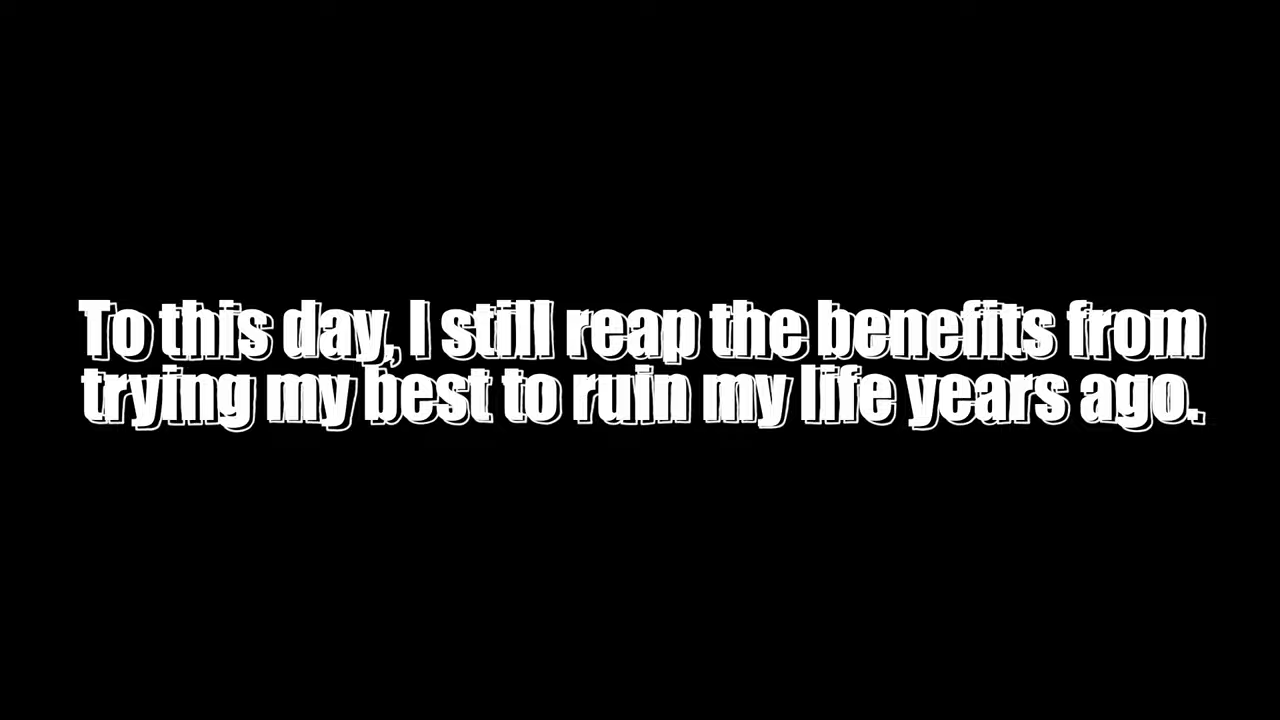 To this day, I still reap the benefits from
trying my best to ruin my life years ago.